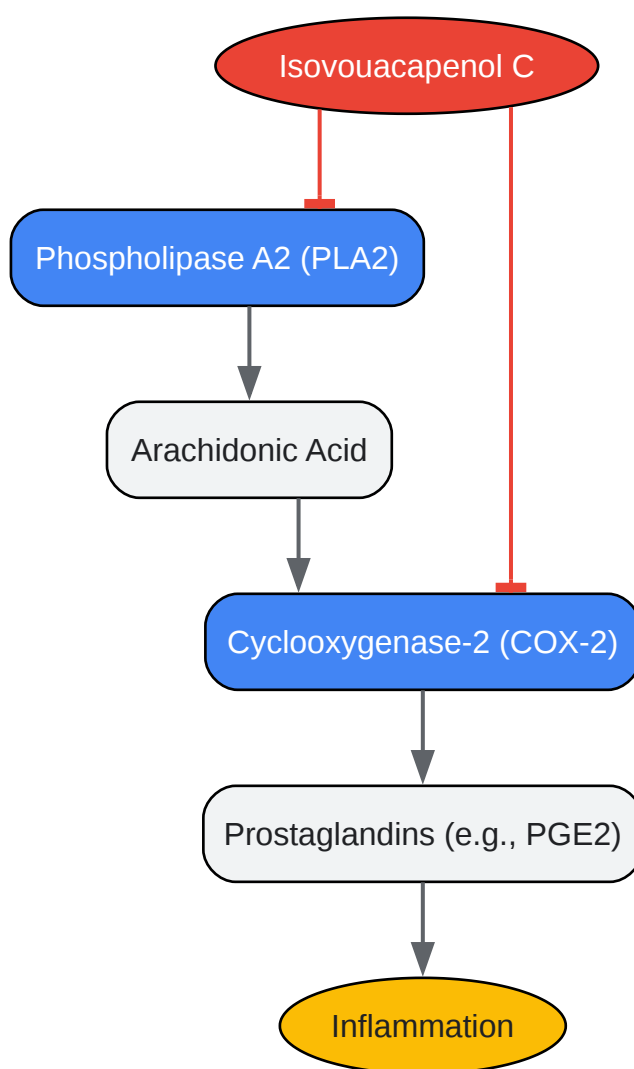 Isovouacapenol C
Phospholipase A2 (PLA2)
Arachidonic Acid
Cyclooxygenase-2 (COX-2)
Prostaglandins (e.g., PGE2)
Inflammation